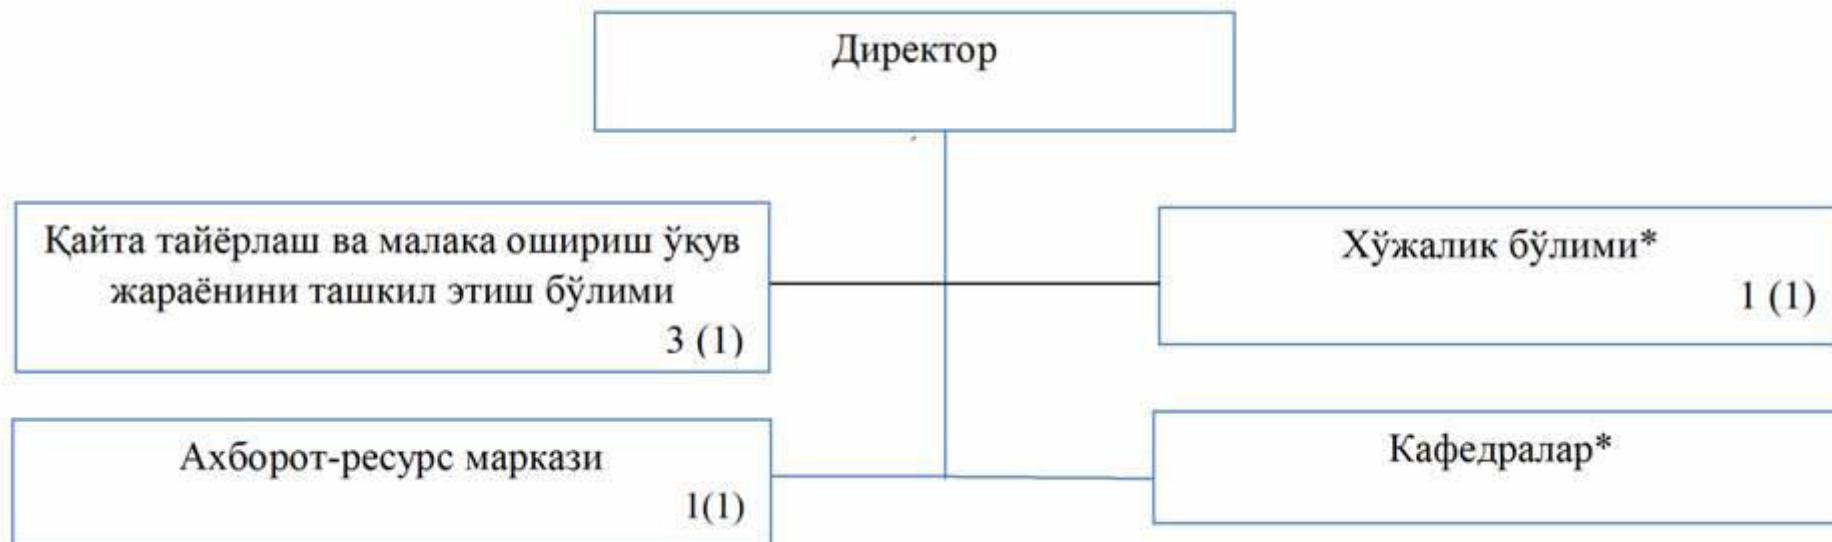 Директор
Қайта тайёрлаш ва малака ошириш ўқув
жараёнини ташкил этиш бўлими
3 (1)
Хўжалик бўлими*
1 (1)
Ахборот-ресурс маркази
1(1)
Кафедралар*